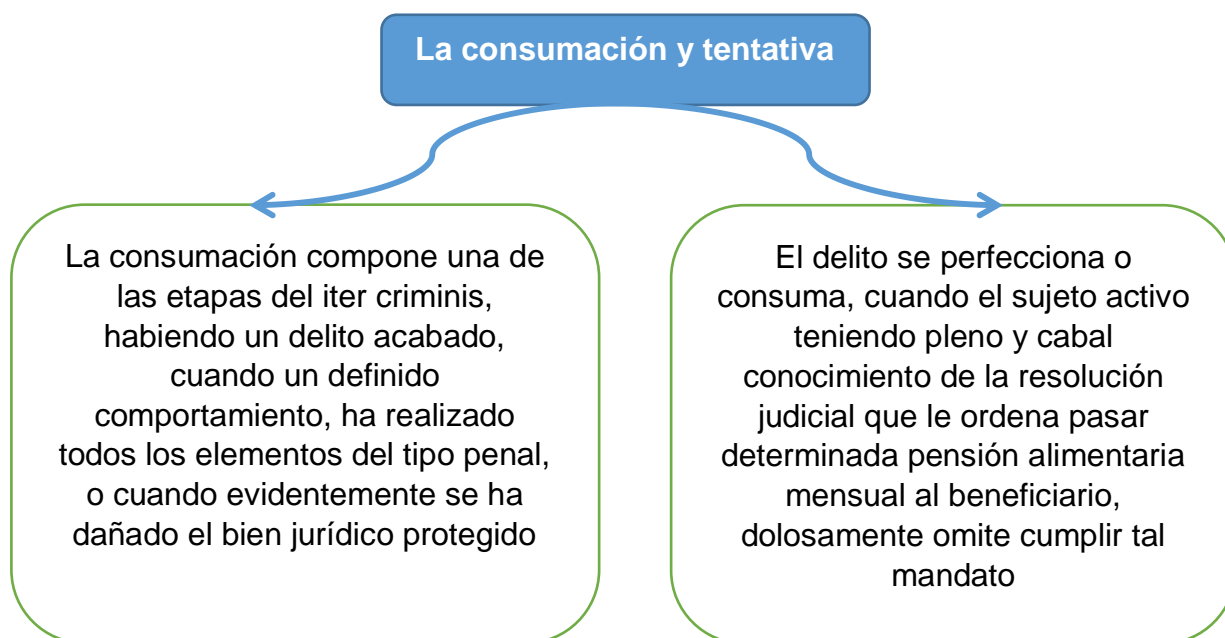 La consumación y tentativa
La consumación compone una de
las etapas del iter criminis,
habiendo un delito acabado,
cuando un definido
comportamiento, ha realizado
todos los elementos del tipo penal,
o cuando evidentemente se ha
dañado el bien jurídico protegido
El delito se perfecciona o
consuma, cuando el sujeto activo
teniendo pleno y cabal
conocimiento de la resolución
judicial que le ordena pasar
determinada pensión alimentaria
mensual al beneficiario,
dolosamente omite cumplir tal
mandato